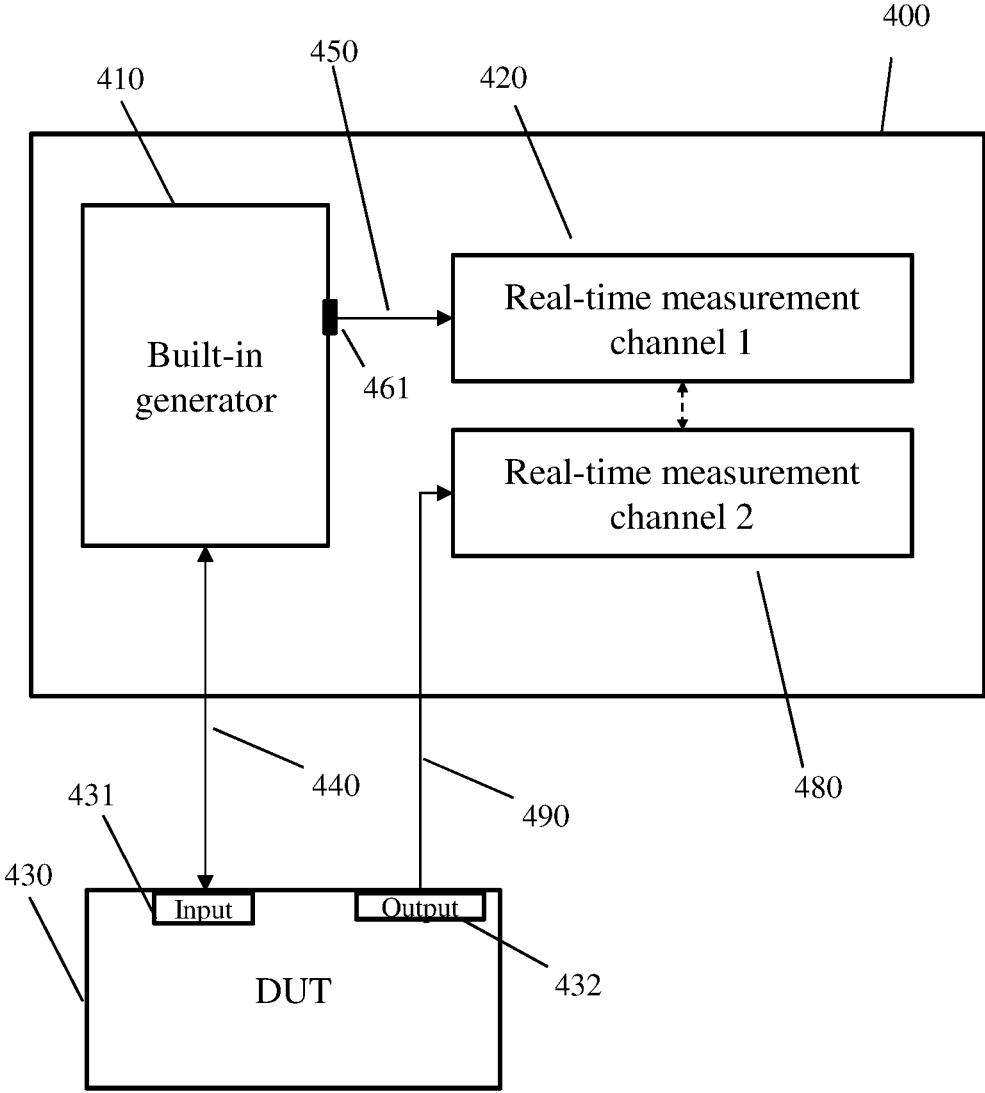 400
450
420
410
Real-time measurement
channel 1
Built-in
generator
461
Real-time measurement
channel 2
440
480
431
490
430
Input
Output
432
DUT